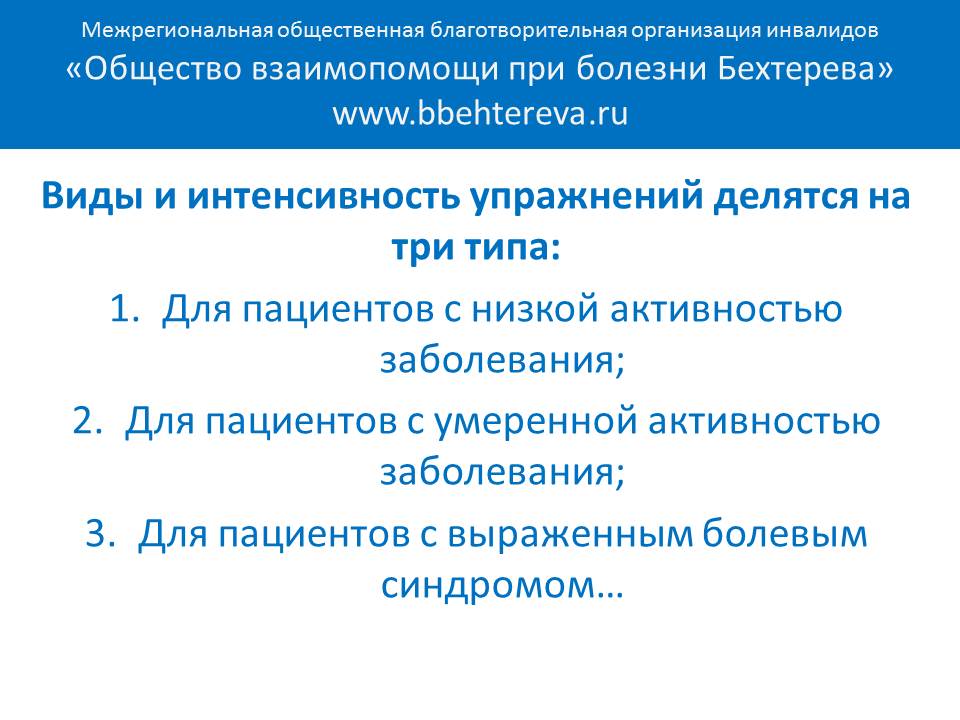 Межрегиональная общественная благотворительная организация инвалидов
«Общество взаимопомощи при болезни Бехтерева»
www.bbehtereva.ru
Виды и интенсивность упражнений делятся на
три типа:
1. Для пациентов с низкой активностью
заболевания;
2. Для пациентов с умеренной активностью
заболевания;
3. Для пациентов с выраженным болевым
синдромом…